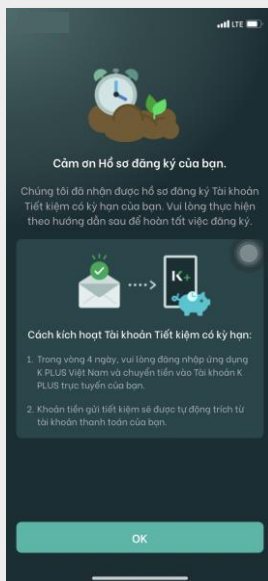 LTE
Cảm ơn Hồ sơ đăng ký của bạn.
Chúng tôi đã nhận được hồ sơ đăng ký Tài khoản
Tiết kiệm có kỳ hạn của bạn. Vui lòng thực hiện
theo hướng dẫn sau để hoàn tất việc đăng ký.
K+
Cách kích hoạt Tài khoản Tiết kiệm có kỳ hạn:
1. Trong vòng 4 ngày, vui lòng đăng nhập ứng dụng
K PLUS Việt Nam và chuyển tiền vào Tài khoản K
PLUS trực tuyến của bạn.
2. Khoản tiền gửi tiết kiệm sẽ được tự động trích từ
tài khoản thanh toán của bạn.
OK